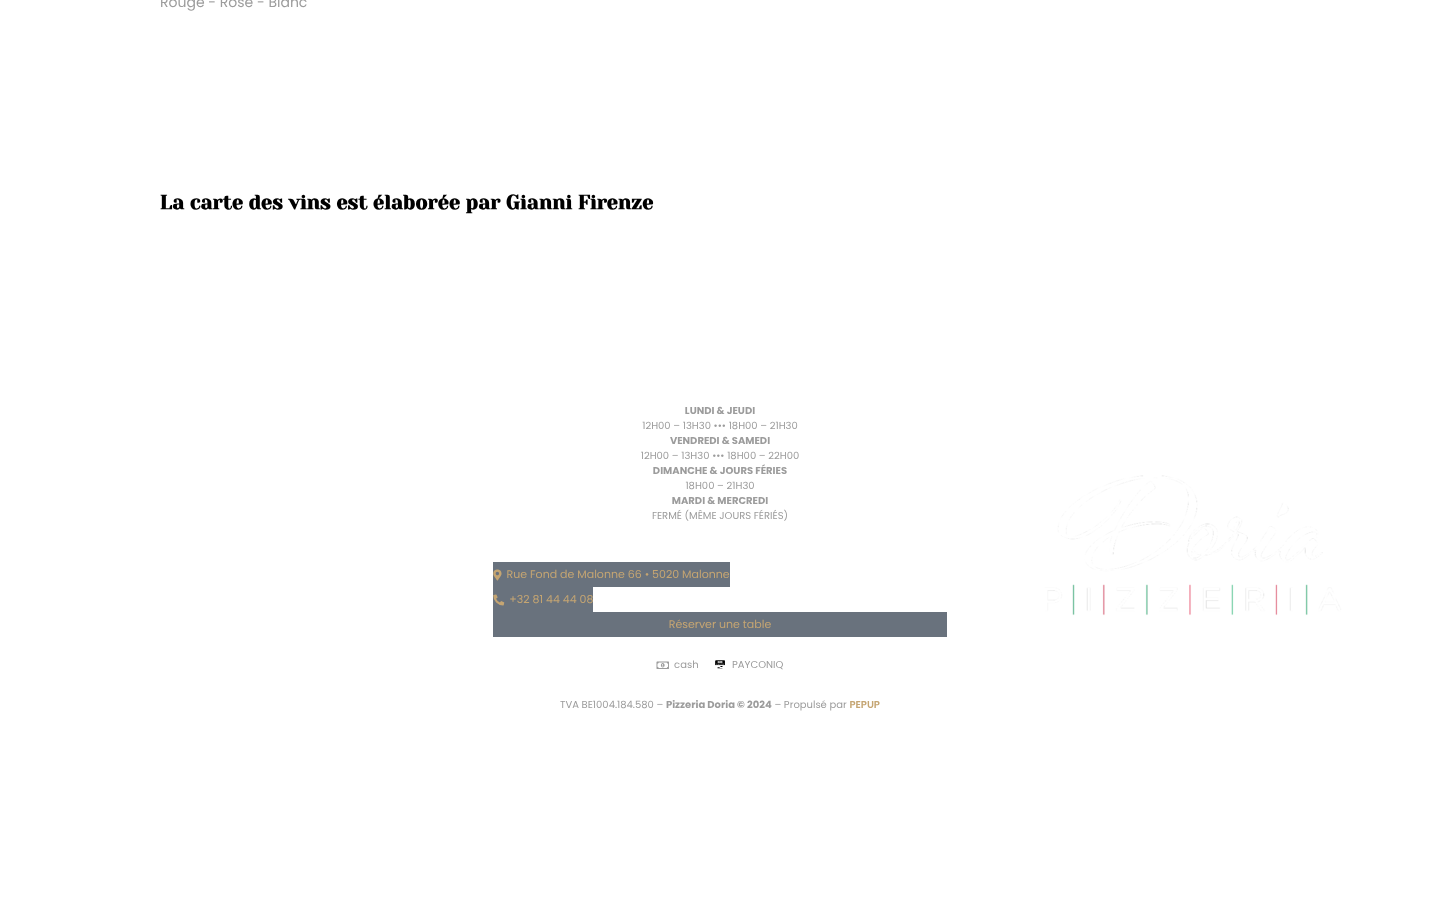 Rouge - Rosé - Blanc
La carte des vins est élaborée par Gianni Firenze
LUNDI & JEUDI
12H00 – 13H30 ••• 18H00 – 21H30
VENDREDI & SAMEDI
12H00 – 13H30 ••• 18H00 – 22H00
DIMANCHE & JOURS FÉRIES
18H00 – 21H30
MARDI & MERCREDI
FERMÉ (MÊME JOURS FÉRIÉS)
Rue Fond de Malonne 66 • 5020 Malonne
+32 81 44 44 08
Réserver une table
cash PAYCONIQ
TVA BE1004.184.580 – Pizzeria Doria © 2024 – Propulsé par PEPUP
Doria
P|I|Z|Z|E|R|I|A